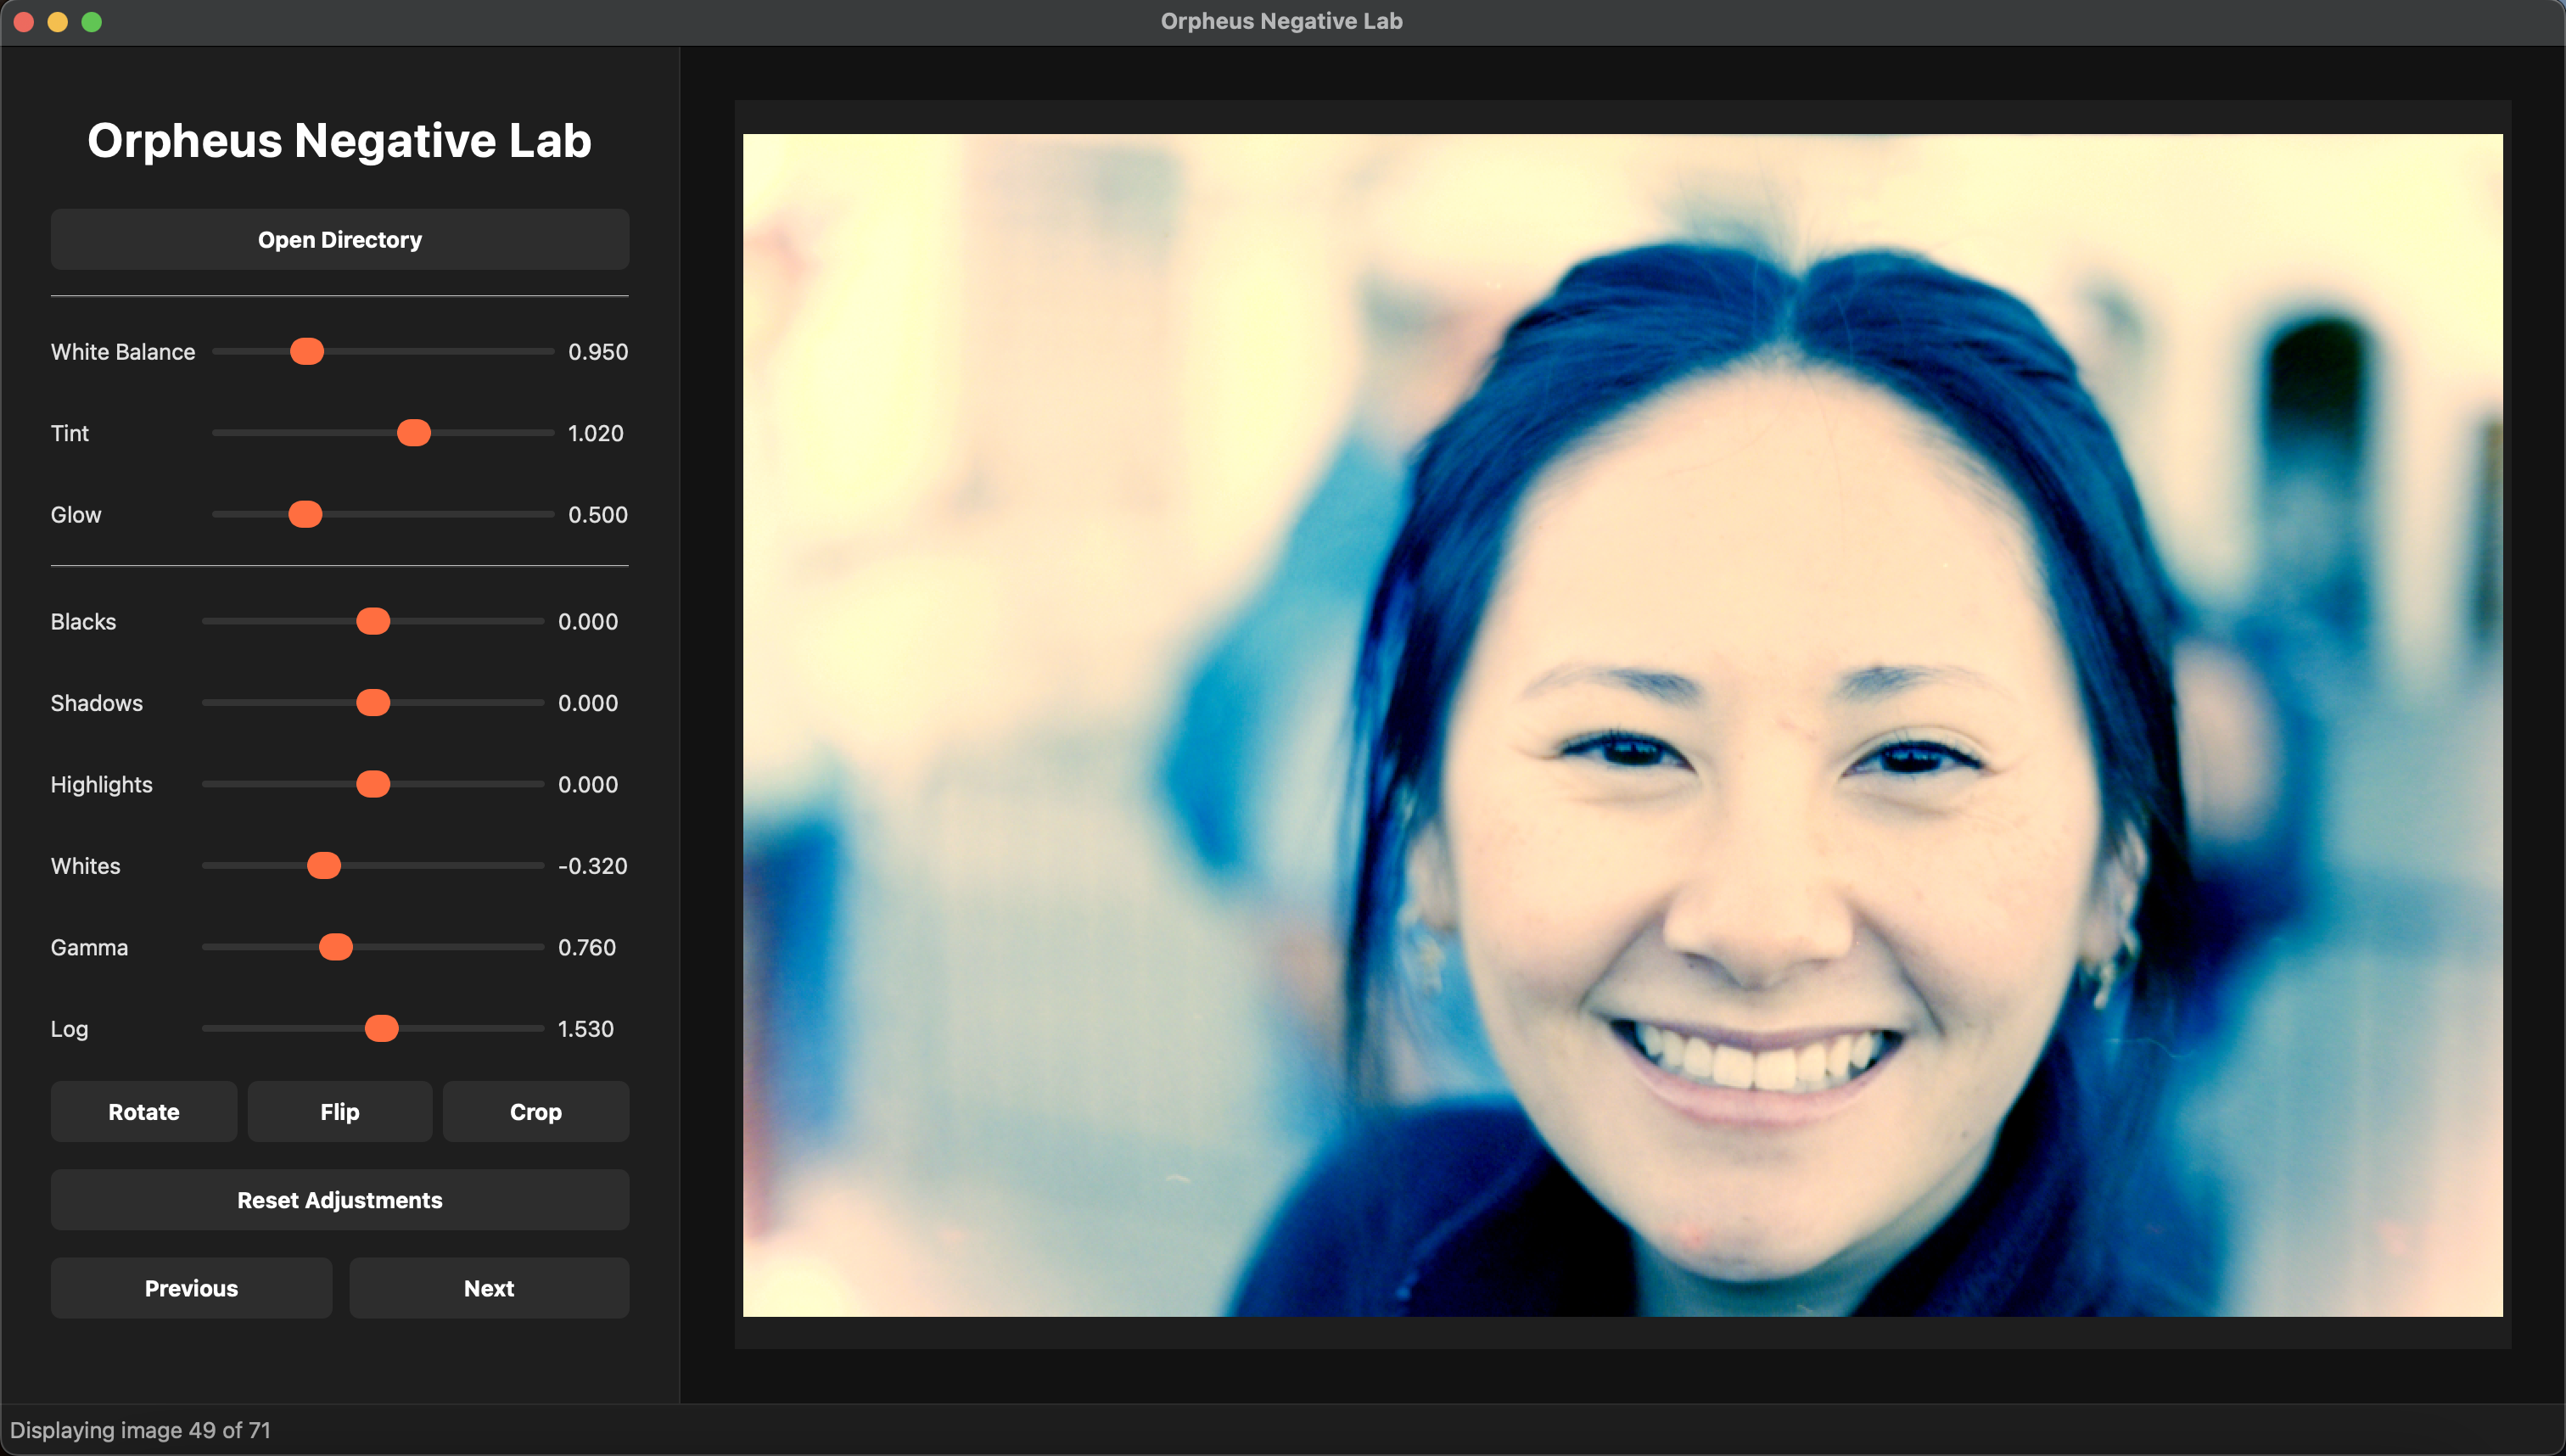 Orpheus Negative Lab
Orpheus Negative Lab
Open Directory
White Balance 0.950
Tint 1.020
Glow 0.500
Blacks 0.000
Shadows 0.000
Highlights 0.000
Whites -0.320
Gamma 0.760
Log 1.530
Rotate Flip Crop
Reset Adjustments
Previous Next
Displaying image 49 of 71